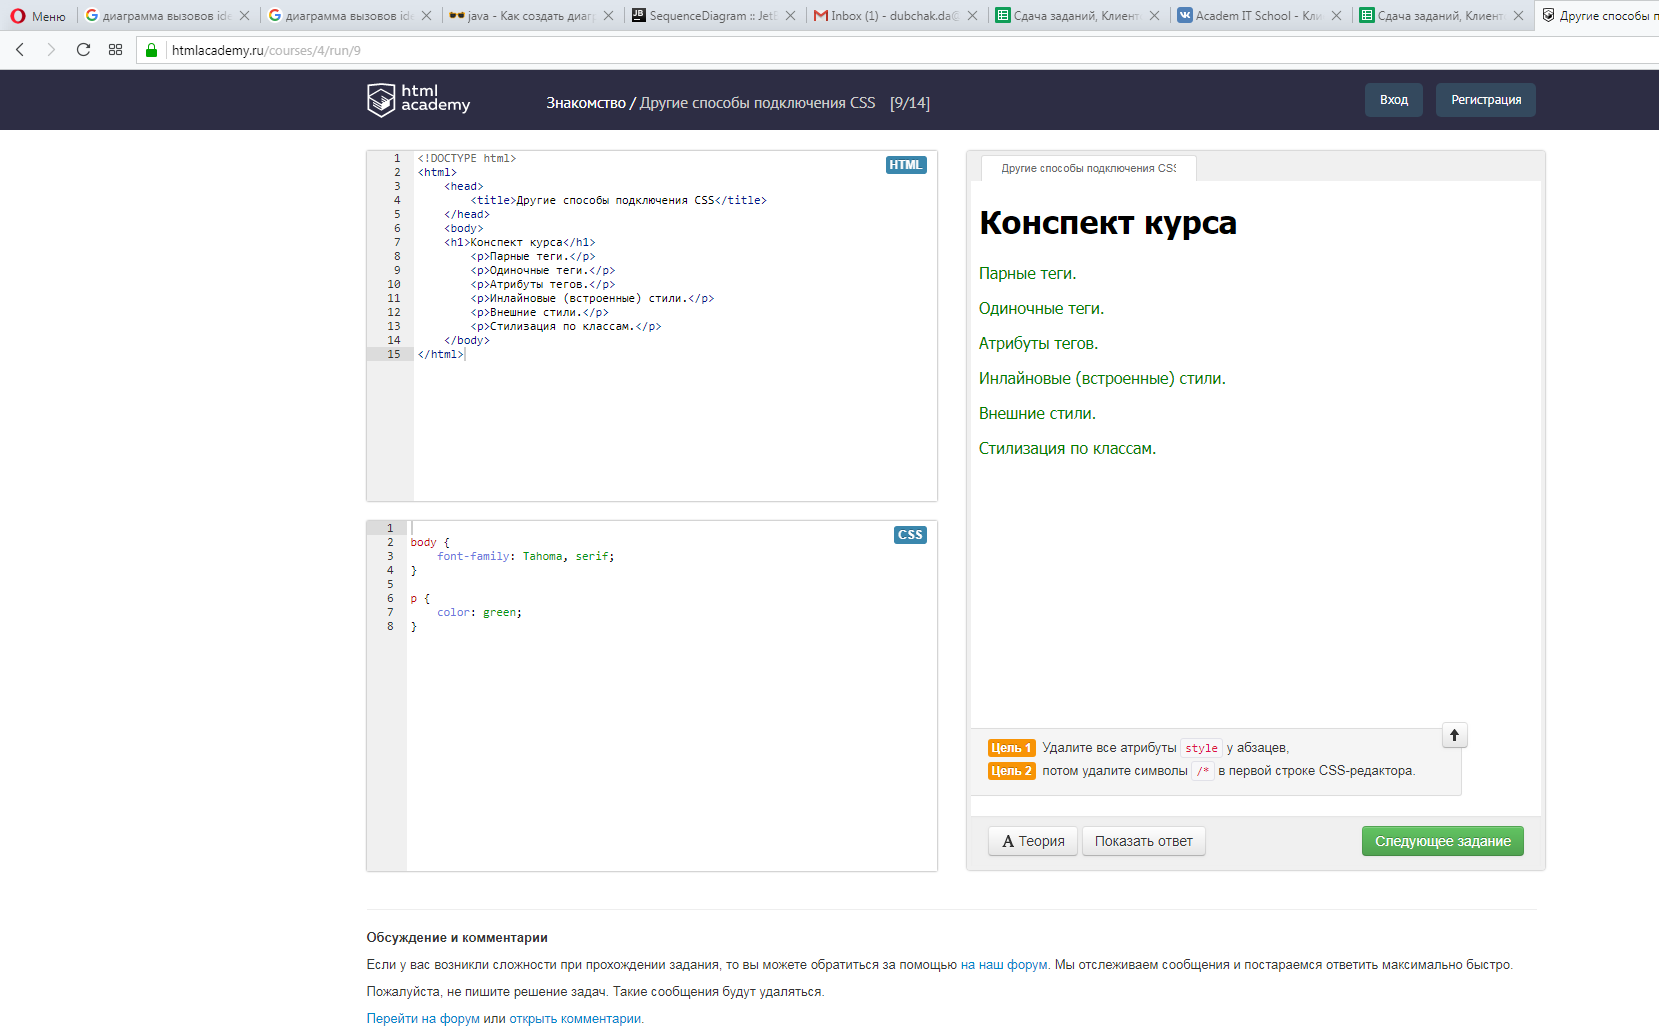 Меню
диаграмма вызовов ide
диаграмма вызовов ide
java - Как создать диагр
SequenceDiagram :: JetB
Inbox (1) - dubchak.da@
Сдача заданий, Клиент
Academ IT School - Кли
Сдача заданий, Клиент
Другие способы п
htmlacademy.ru/courses/4/run/9
html
academy
Знакомство / Другие способы подключения CSS [9/14]
Вход
Регистрация
HTML
1 <!DOCTYPE html>
2 <html>
3 <head>
4 <title>Другие способы подключения CSS</title>
5 </head>
6 <body>
7 <h1>Конспект курса</h1>
8 <p>Парные теги.</p>
9 <p>Одиночные теги.</p>
10 <p>Атрибуты тегов.</p>
11 <p>Инлайновые (встроенные) стили.</p>
12 <p>Внешние стили.</p>
13 <p>Стилизация по классам.</p>
14 </body>
15 </html>
CSS
1
2 body {
3 font-family: Tahoma, serif;
4 }
5
6 p {
7 color: green;
8 }
Другие способы подключения CSS
Конспект курса
Парные теги.
Одиночные теги.
Атрибуты тегов.
Инлайновые (встроенные) стили.
Внешние стили.
Стилизация по классам.
Цель 1 Удалите все атрибуты style у абзацев,
Цель 2 потом удалите символы /* в первой строке CSS-редактора.
A Теория
Показать ответ
Следующее задание
Обсуждение и комментарии
Если у вас возникли сложности при прохождении задания, то вы можете обратиться за помощью на наш форум. Мы отслеживаем сообщения и постараемся ответить максимально быстро.
Пожалуйста, не пишите решение задач. Такие сообщения будут удаляться.
Перейти на форум или открыть комментарии.